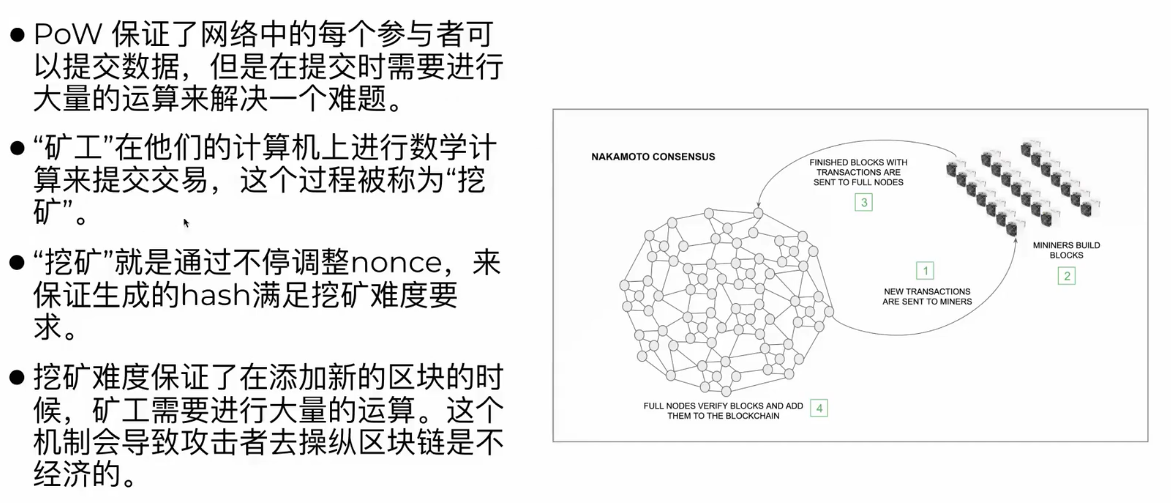 ● PoW 保证了网络中的每个参与者可
以提交数据，但是在提交时需要进行
大量的运算来解决一个难题。
● “矿工”在他们的计算机上进行数学计
算来提交交易，这个过程被称为“挖
矿”。
● “挖矿”就是通过不停调整nonce，来
保证生成的hash满足挖矿难度要
求。
● 挖矿难度保证了在添加新的区块的时
候，矿工需要进行大量的运算。这个
机制会导致攻击者去操纵区块链是不
经济的。
NAKAMOTO CONSENSUS
FINISHED BLOCKS WITH
TRANSACTIONS ARE
SENT TO FULL NODES
3
MININERS BUILD
BLOCKS
2
1
NEW TRANSACTIONS
ARE SENT TO MINERS
FULL NODES VERIFY BLOCKS AND ADD
THEM TO THE BLOCKCHAIN
4